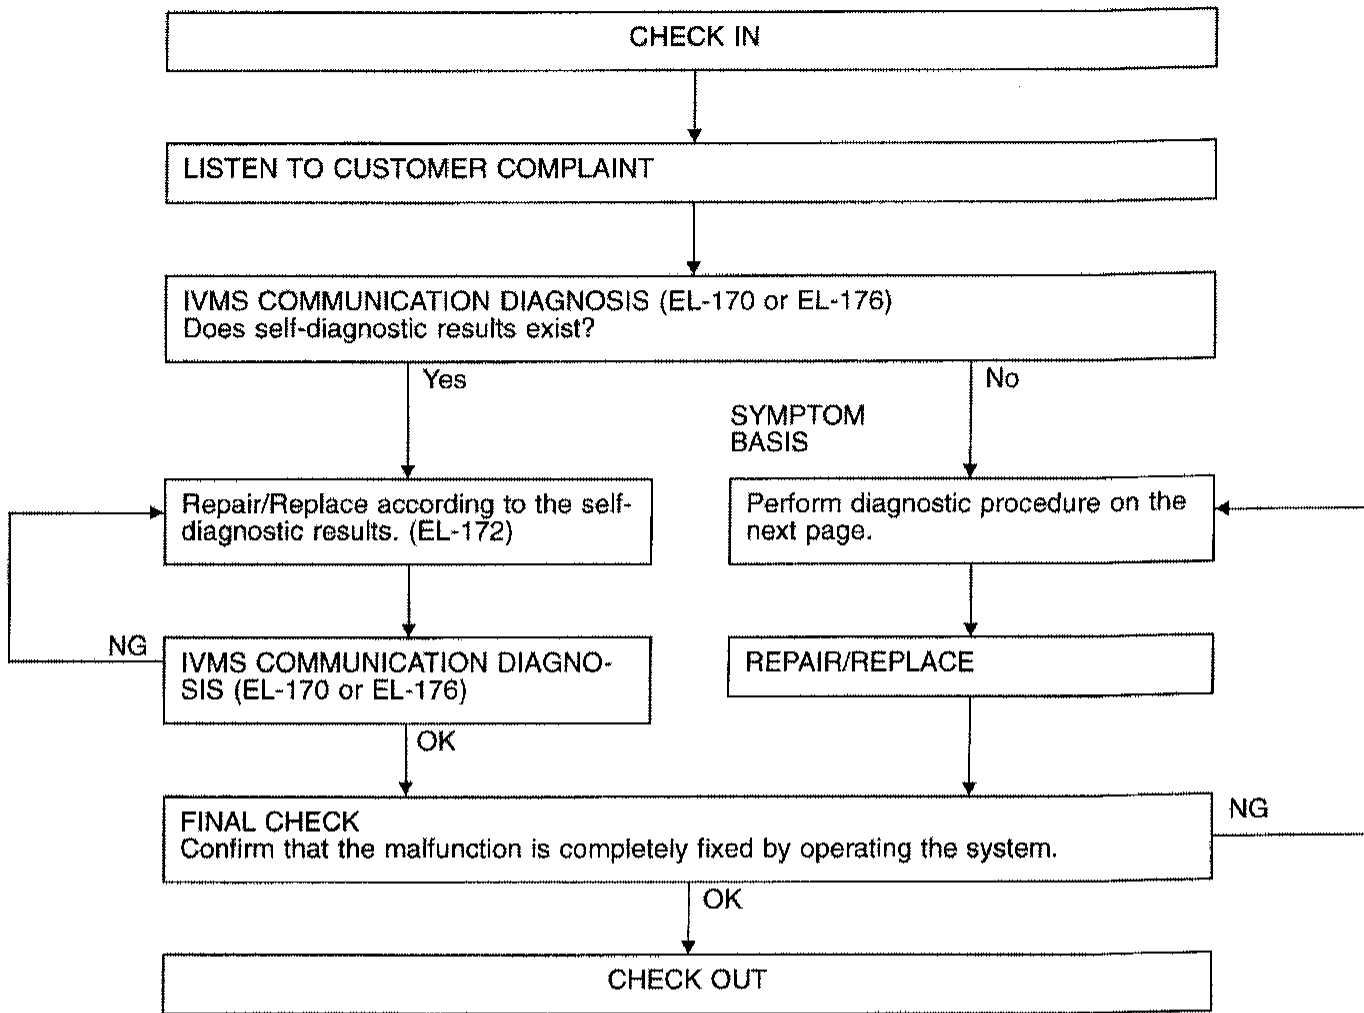 CHECK IN
LISTEN TO CUSTOMER COMPLAINT
IVMS COMMUNICATION DIAGNOSIS (EL-170 or EL-176)
Does self-diagnostic results exist?
Yes
No
SYMPTOM
BASIS
Repair/Replace according to the self-
diagnostic results. (EL-172)
Perform diagnostic procedure on the
next page.
NG
IVMS COMMUNICATION DIAGNO-
SIS (EL-170 or EL-176)
REPAIR/REPLACE
OK
FINAL CHECK
Confirm that the malfunction is completely fixed by operating the system.
NG
OK
CHECK OUT